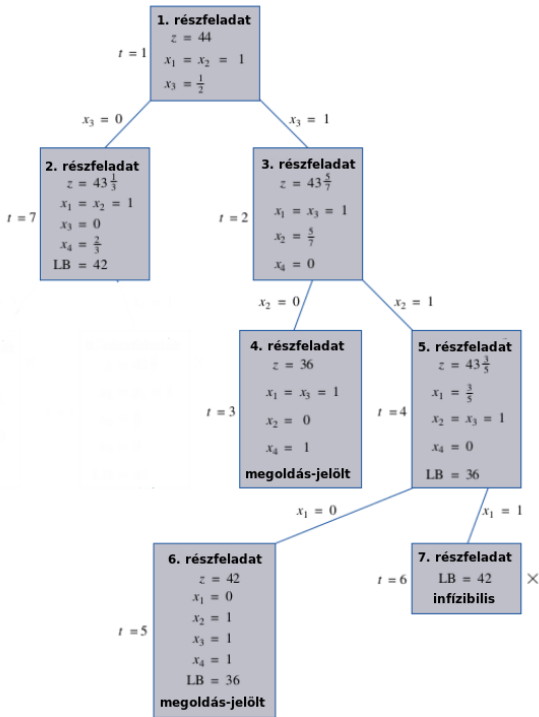 1. részfeladat
z = 44
t = 1
x₁ = x₂ = 1
x₃ = 1/2
x₃ = 0
x₃ = 1
2. részfeladat
z = 43 1/3
x₁ = x₂ = 1
t = 7
x₃ = 0
x₄ = 2/3
LB = 42
3. részfeladat
z = 43 5/7
t = 2
x₁ = x₃ = 1
x₂ = 5/7
x₄ = 0
x₂ = 0
x₂ = 1
4. részfeladat
z = 36
x₁ = x₃ = 1
t = 3
x₂ = 0
x₄ = 1
megoldás-jelölt
5. részfeladat
z = 43 3/5
x₁ = 3/5
t = 4
x₂ = x₃ = 1
x₄ = 0
LB = 36
x₁ = 0
x₁ = 1
6. részfeladat
z = 42
x₁ = 0
x₂ = 1
t = 5
x₃ = 1
x₄ = 1
LB = 36
megoldás-jelölt
7. részfeladat
t = 6
LB = 42
×
infízibilis